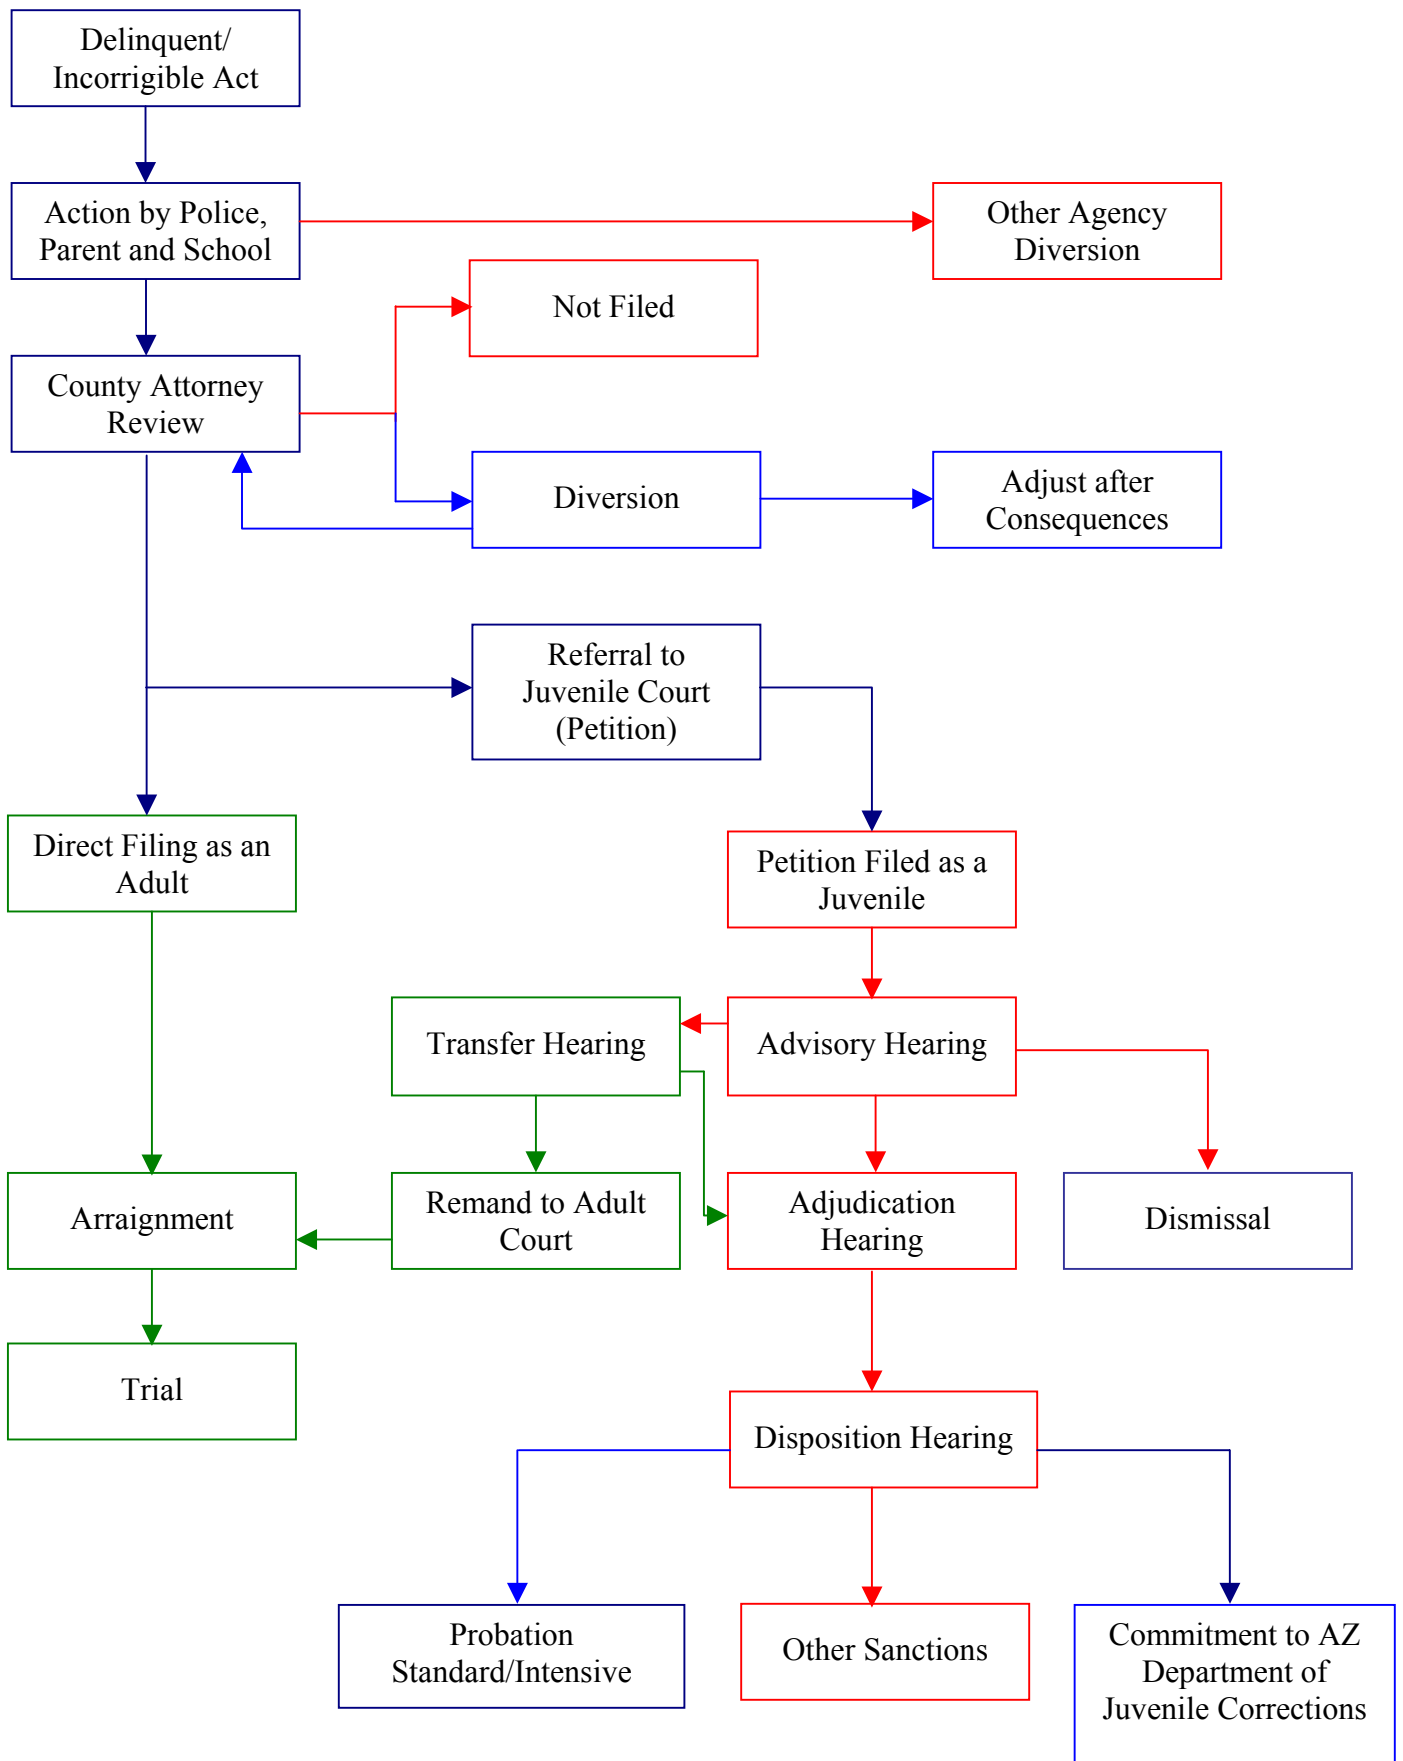 Delinquent/
Incorrigible Act
Action by Police,
Parent and School
Other Agency
Diversion
Not Filed
County Attorney
Review
Diversion
Adjust after
Consequences
Referral to
Juvenile Court
(Petition)
Direct Filing as an
Adult
Petition Filed as a
Juvenile
Transfer Hearing
Advisory Hearing
Arraignment
Remand to Adult
Court
Adjudication
Hearing
Dismissal
Trial
Disposition Hearing
Probation
Standard/Intensive
Other Sanctions
Commitment to AZ
Department of
Juvenile Corrections